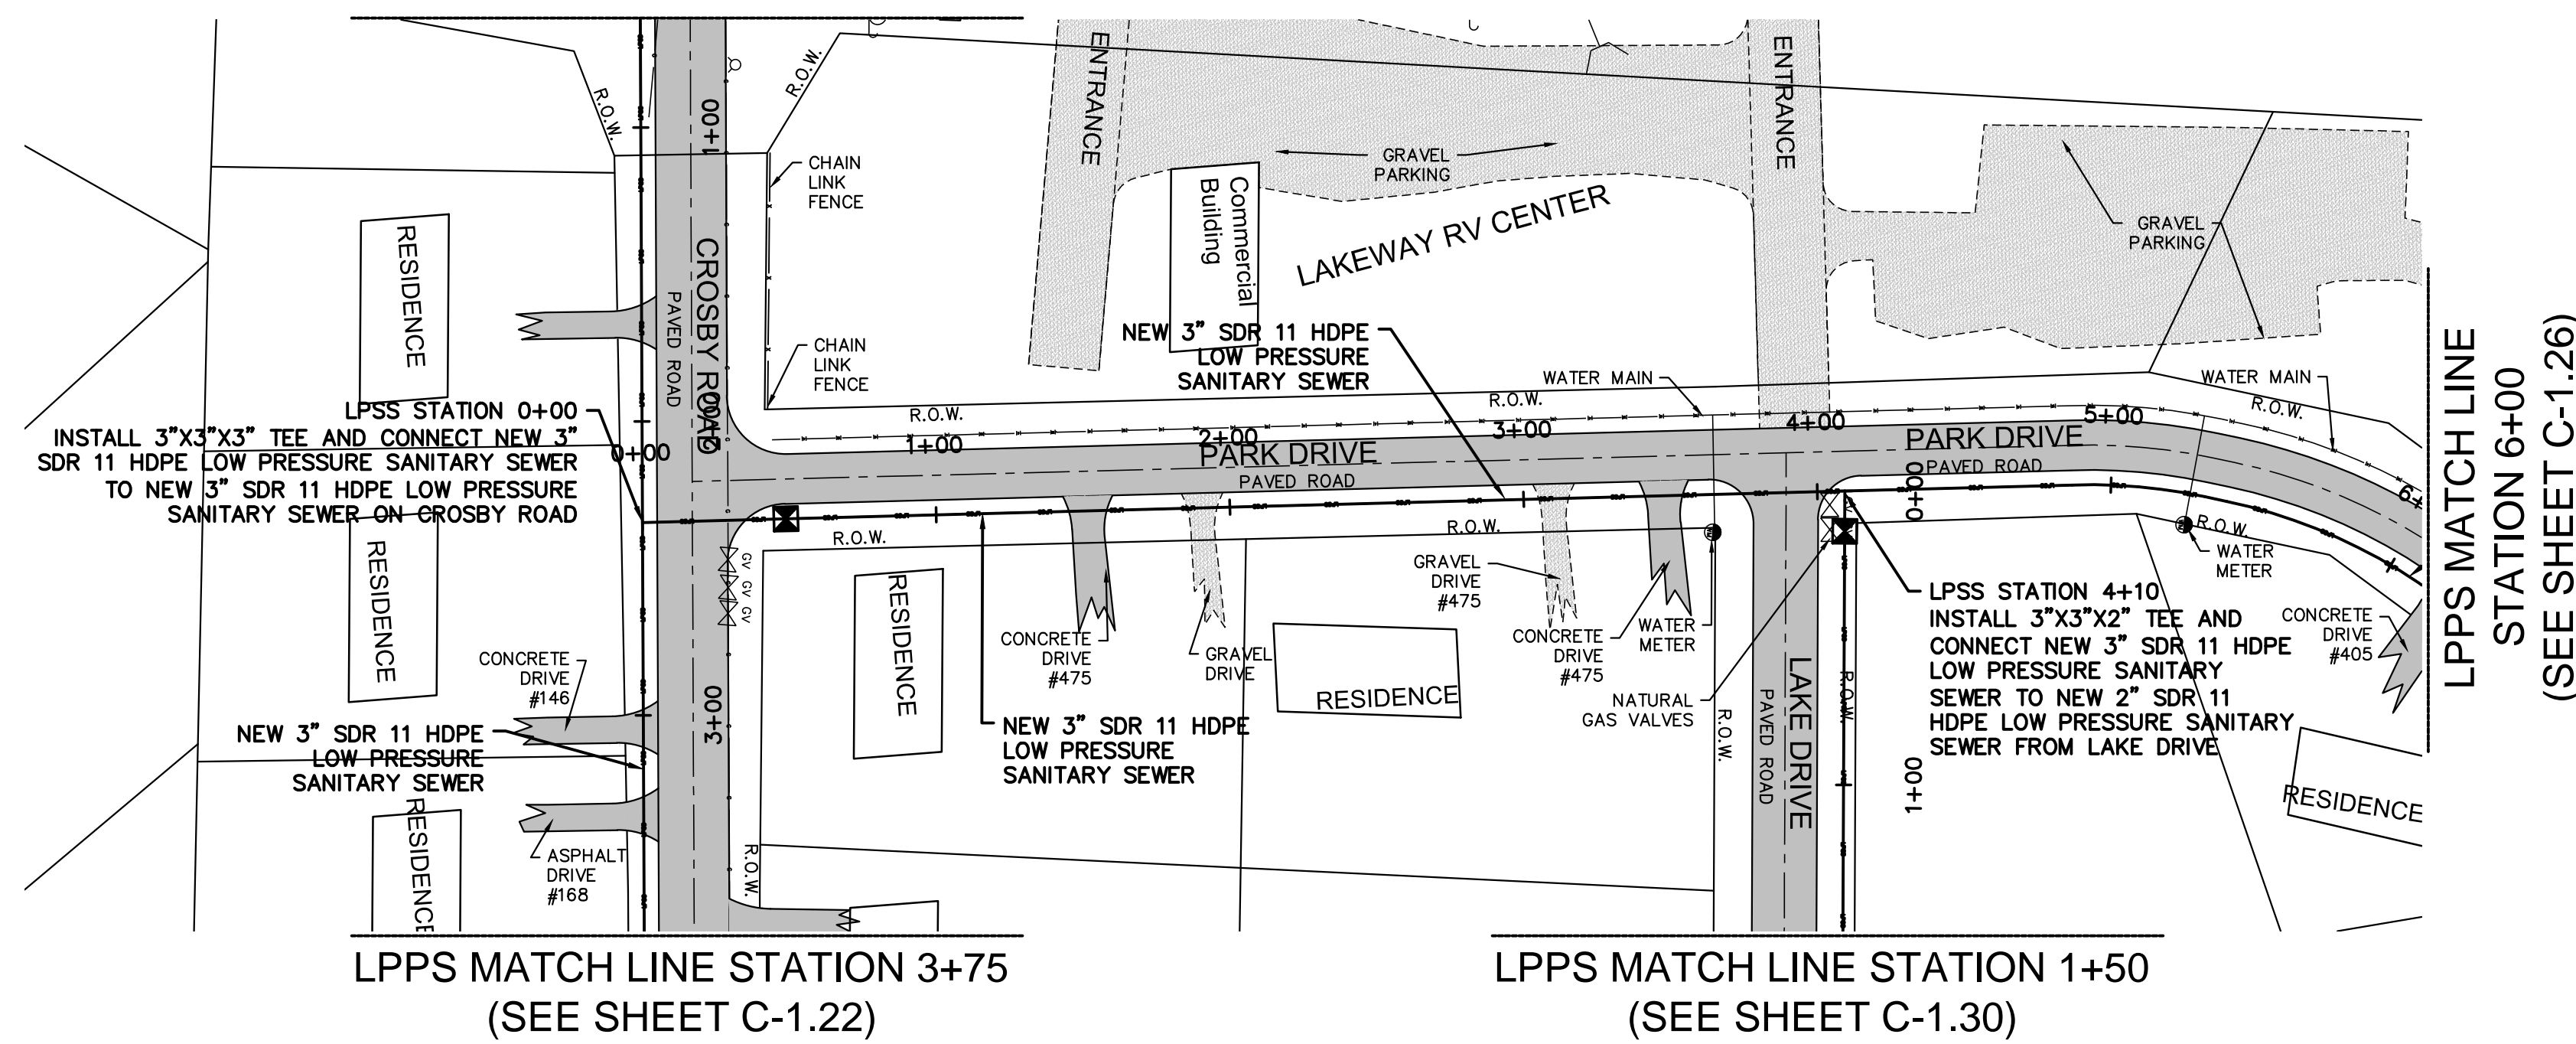 ENTRANCE
ENTRANCE
R.O.W.
R.O.W.
1+00
CHAIN
LINK
FENCE
GRAVEL
PARKING
Commercial
Building
LAKEWAY RV CENTER
GRAVEL
PARKING
RESIDENCE
CROSBY ROAD
PAVED ROAD
CHAIN
LINK
FENCE
NEW 3" SDR 11 HDPE
LOW PRESSURE
SANITARY SEWER
WATER MAIN
WATER MAIN
R.O.W.
R.O.W.
R.O.W.
LPSS STATION 0+00
INSTALL 3"X3"X3" TEE AND CONNECT NEW 3"
SDR 11 HDPE LOW PRESSURE SANITARY SEWER
TO NEW 3" SDR 11 HDPE LOW PRESSURE
SANITARY SEWER ON CROSBY ROAD
0+00
2+00
1+00
2+00
3+00
4+00
5+00
PARK DRIVE
PAVED ROAD
PARK DRIVE
PAVED ROAD
0+00
R.O.W.
R.O.W.
R.O.W.
GV GV GV
RESIDENCE
RESIDENCE
CONCRETE
DRIVE
#146
CONCRETE
DRIVE
#475
GRAVEL
DRIVE
GRAVEL
DRIVE
#475
CONCRETE
DRIVE
#475
WATER
METER
RESIDENCE
NATURAL
GAS VALVES
WATER
METER
LPSS STATION 4+10
INSTALL 3"X3"X2" TEE AND
CONNECT NEW 3" SDR 11 HDPE
LOW PRESSURE SANITARY
SEWER TO NEW 2" SDR 11
HDPE LOW PRESSURE SANITARY
SEWER FROM LAKE DRIVE
CONCRETE
DRIVE
#405
NEW 3" SDR 11 HDPE
LOW PRESSURE
SANITARY SEWER
3+00
NEW 3" SDR 11 HDPE
LOW PRESSURE
SANITARY SEWER
R.O.W.
PAVED ROAD
LAKE DRIVE
R.O.W.
1+00
RESIDENCE
RESIDENCE
ASPHALT
DRIVE
#168
R.O.W.
LPPS MATCH LINE
STATION 6+00
(SEE SHEET C-1.26)
LPPS MATCH LINE STATION 3+75
(SEE SHEET C-1.22)
LPPS MATCH LINE STATION 1+50
(SEE SHEET C-1.30)